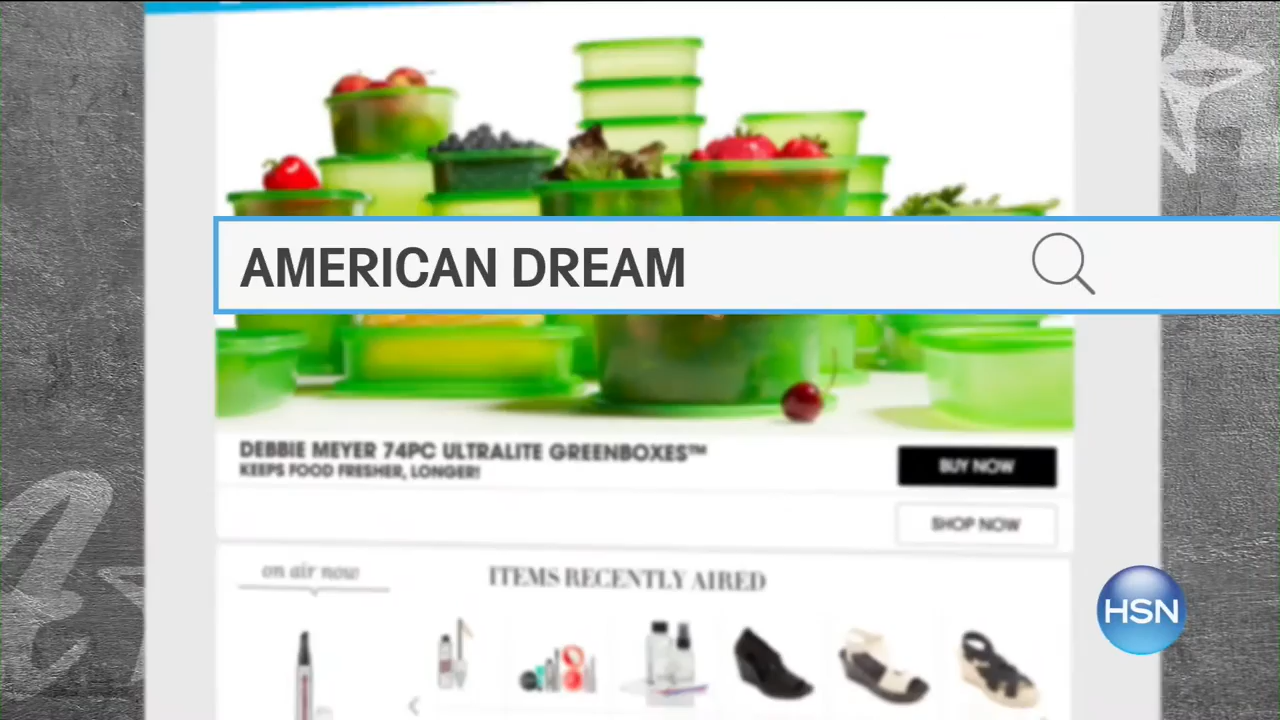 AMERICAN DREAM
DEBBIE MEYER 74PC ULTRALITE GREENBOXES™
KEEPS FOOD FRESHER, LONGER!
BUY NOW
SHOP NOW
on air now
ITEMS RECENTLY AIRED
HSN